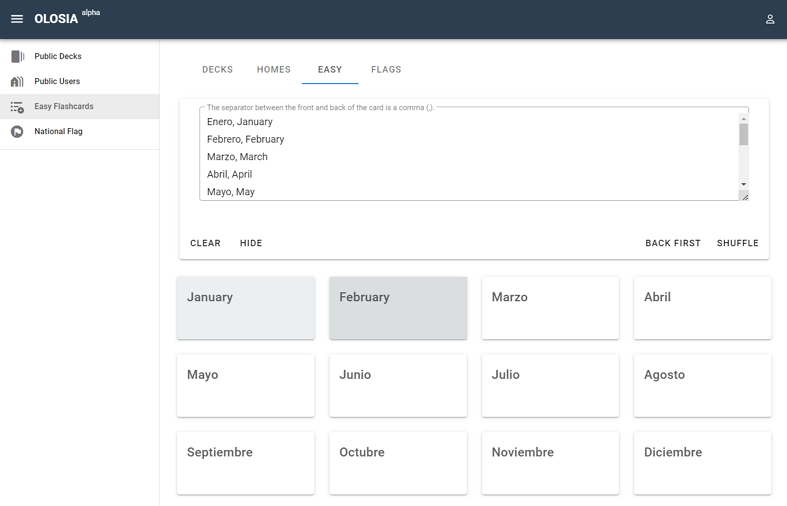 OLOSIA alpha
Public Decks
Public Users
Easy Flashcards
National Flag
DECKS HOMES EASY FLAGS
The separator between the front and back of the card is a comma (,).
Enero, January
Febrero, February
Marzo, March
Abril, April
Mayo, May
CLEAR HIDE BACK FIRST SHUFFLE
January February Marzo Abril
Mayo Junio Julio Agosto
Septiembre Octubre Noviembre Diciembre